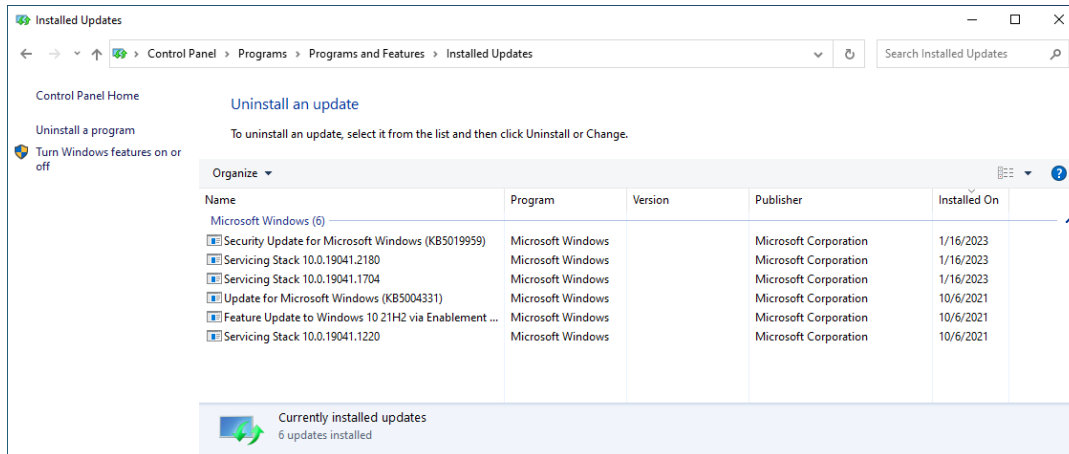 Installed Updates
Control Panel > Programs > Programs and Features > Installed Updates
Search Installed Updates
Control Panel Home
Uninstall a program
Turn Windows features on or
off
Uninstall an update
To uninstall an update, select it from the list and then click Uninstall or Change.
Organize
Name Program Version Publisher Installed On
Microsoft Windows (6)
Security Update for Microsoft Windows (KB5019959) Microsoft Windows Microsoft Corporation 1/16/2023
Servicing Stack 10.0.19041.2180 Microsoft Windows Microsoft Corporation 1/16/2023
Servicing Stack 10.0.19041.1704 Microsoft Windows Microsoft Corporation 1/16/2023
Update for Microsoft Windows (KB5004331) Microsoft Windows Microsoft Corporation 10/6/2021
Feature Update to Windows 10 21H2 via Enablement ... Microsoft Windows Microsoft Corporation 10/6/2021
Servicing Stack 10.0.19041.1220 Microsoft Windows Microsoft Corporation 10/6/2021
Currently installed updates
6 updates installed